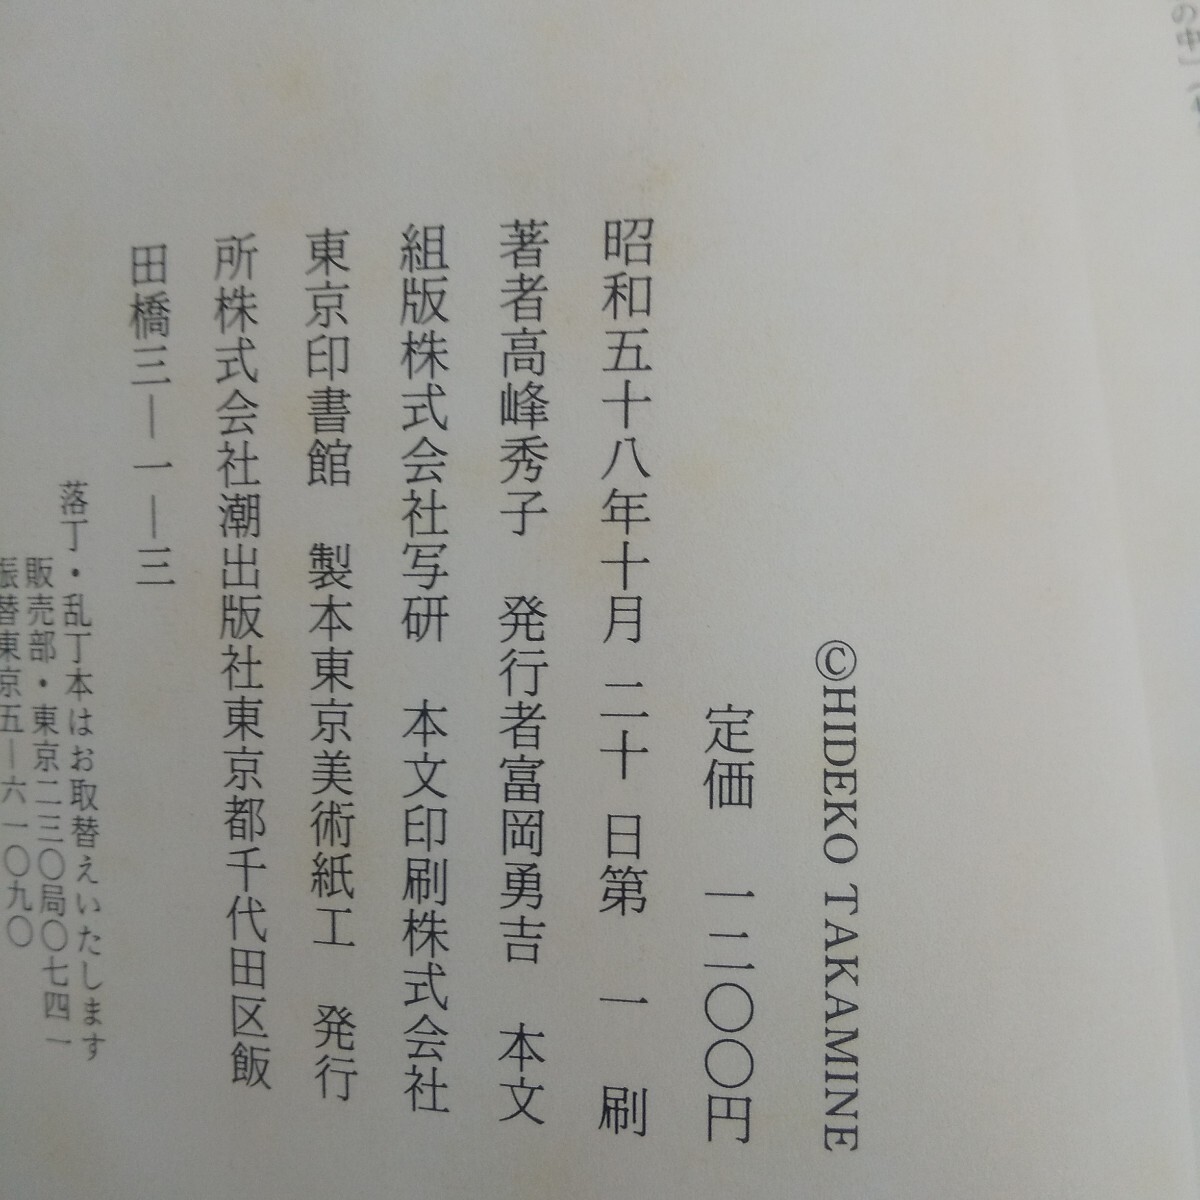 の中」
©HIDEKO TAKAMINE
定価 一二〇〇円
昭和五十八年十月 二十 日第 一 刷
著者高峰秀子 発行者富岡勇吉 本文
組版株式会社写研 本文印刷株式会社
東京印書館 製本東京美術紙工 発行
所株式会社潮出版社東京都千代田区飯
田橋三―一―三
落丁・乱丁本はお取替えいたします
販売部・東京二三〇局〇七四一
振替東京五―六一〇九〇